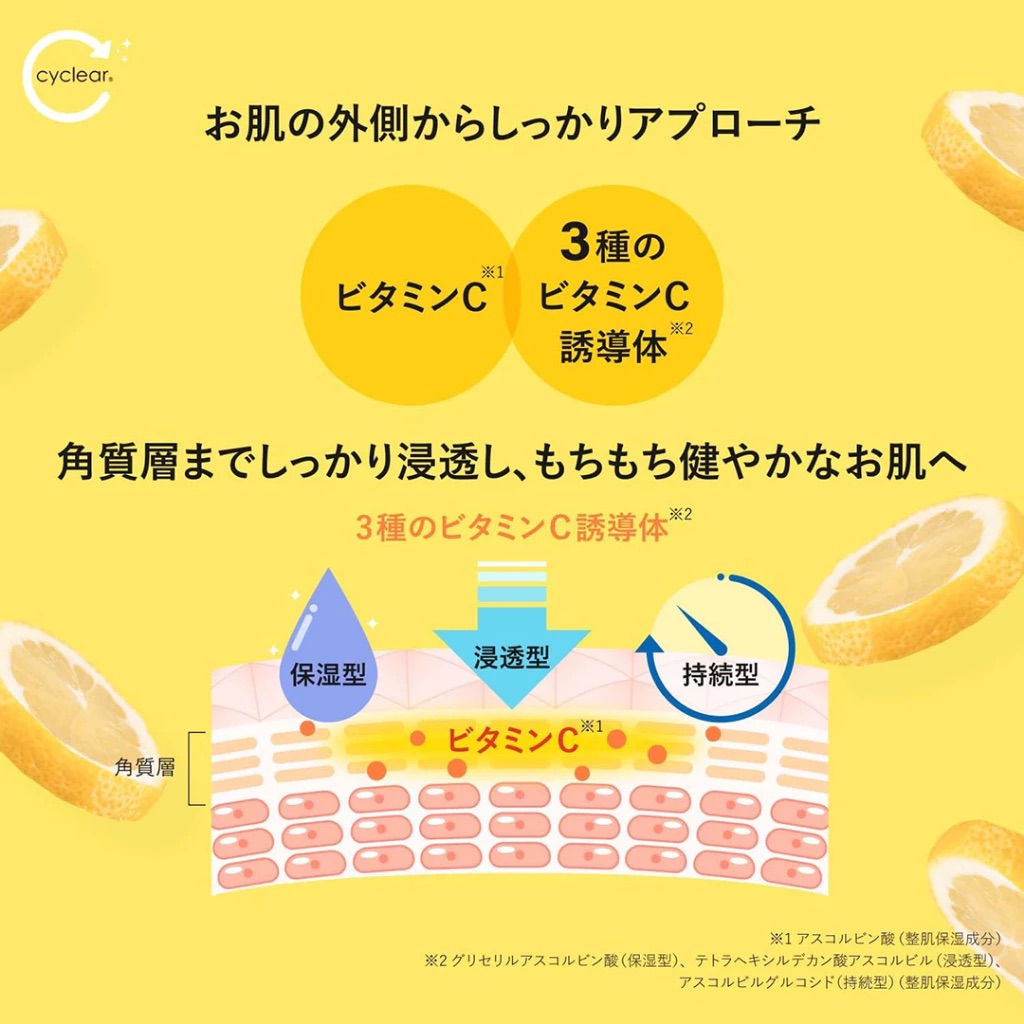 cyclear®
お肌の外側からしっかりアプローチ
ビタミンC※1
3種の
ビタミンC
誘導体※2
角質層までしっかり浸透し、もちもち健やかなお肌へ
3種のビタミンC誘導体※2
保湿型
浸透型
持続型
ビタミンC※1
角質層
※1 アスコルビン酸（整肌保湿成分）
※2 グリセリルアスコルビン酸（保湿型）、テトラヘキシルデカン酸アスコルビル（浸透型）、
アスコルビルグルコシド（持続型）（整肌保湿成分）